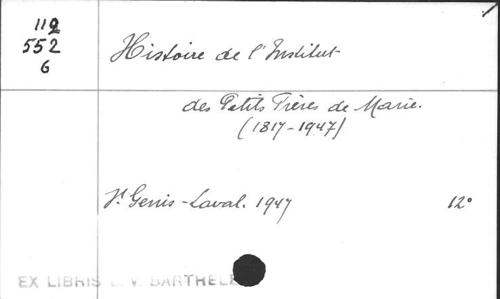 112
552
6
Histoire de l'Institut
des Petits Frères de Marie.
(1817-1947)
St Genis-Laval. 1947 12°
EX LIBRIS L. V. BARTHELE